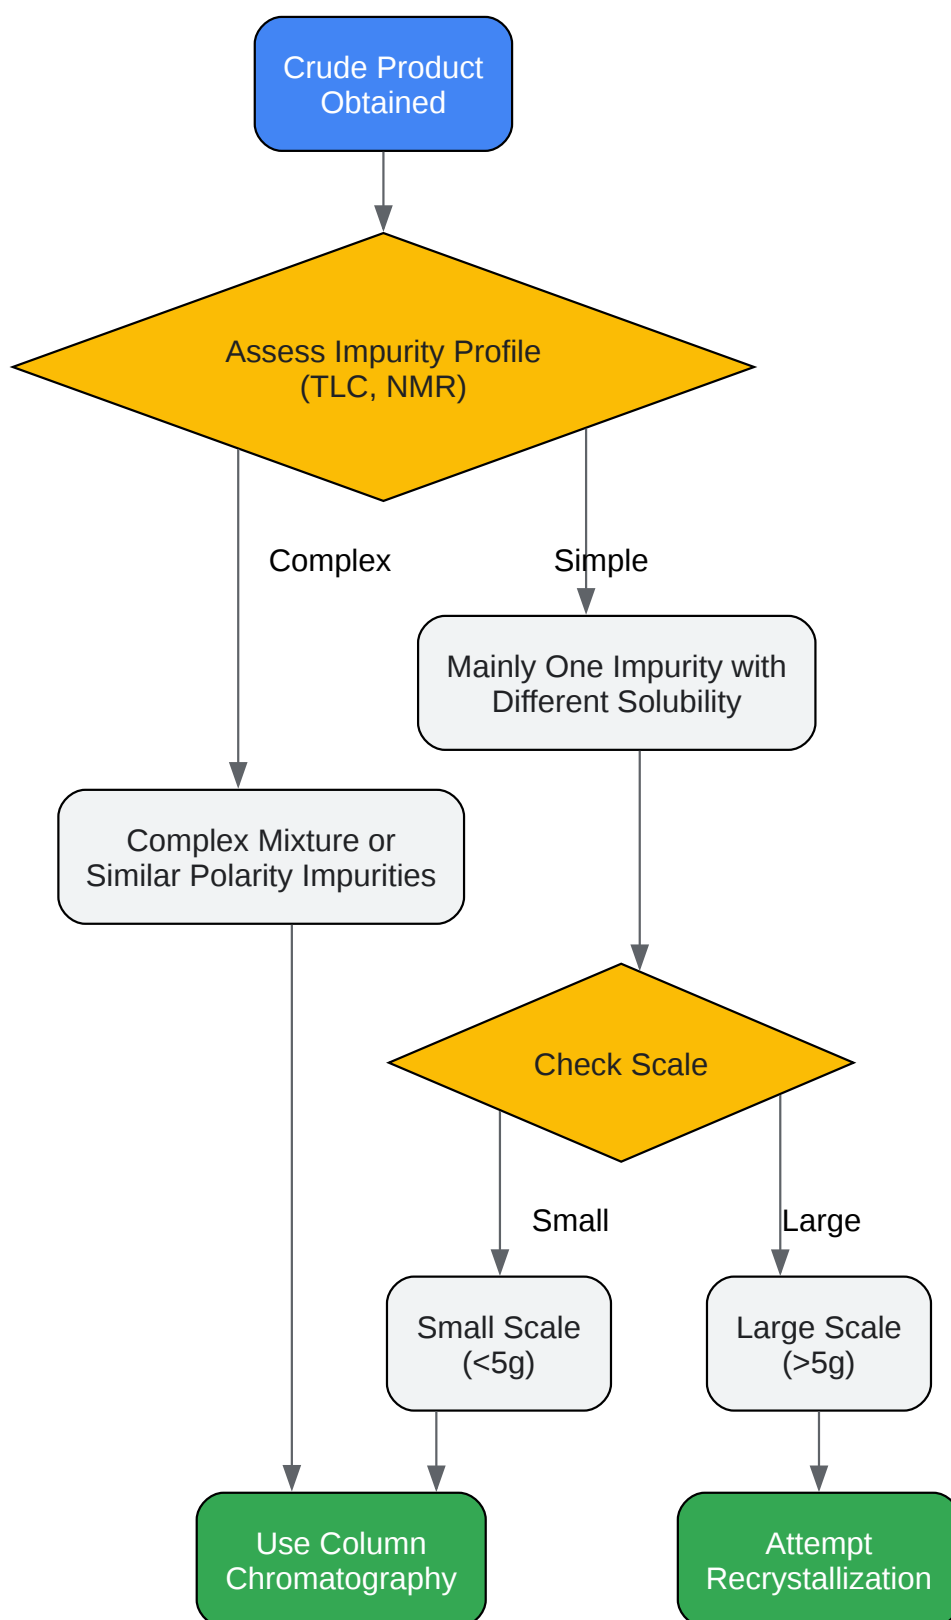 Crude Product
Obtained
Assess Impurity Profile
(TLC, NMR)
Complex
Simple
Mainly One Impurity with
Different Solubility
Complex Mixture or
Similar Polarity Impurities
Check Scale
Small
Large
Small Scale
(<5g)
Large Scale
(>5g)
Use Column
Chromatography
Attempt
Recrystallization